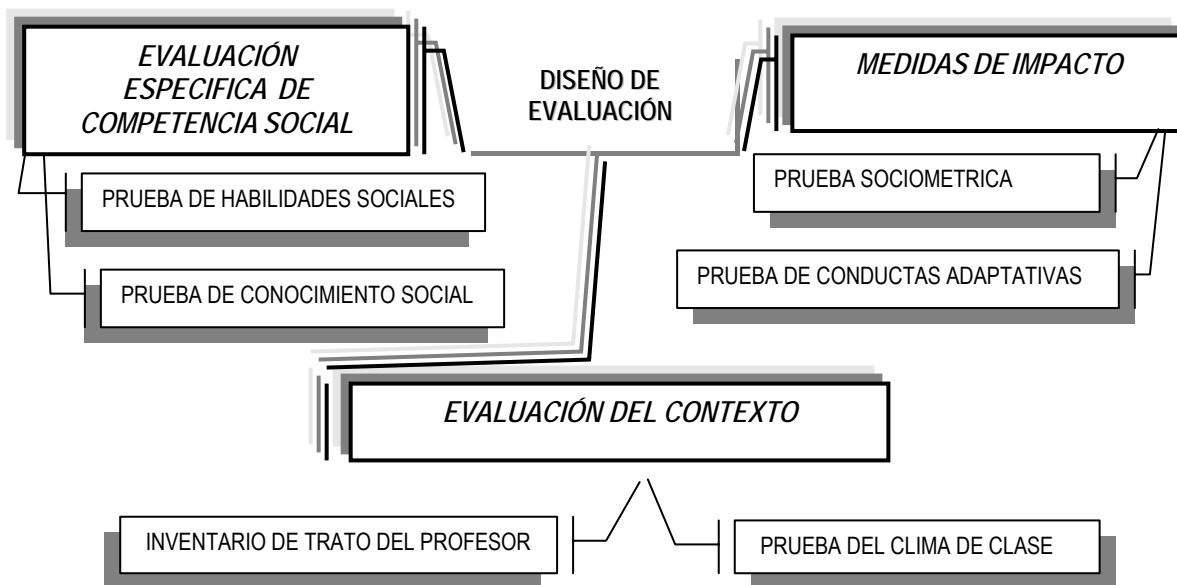 EVALUACIÓN
ESPECIFICA DE
COMPETENCIA SOCIAL
DISEÑO DE
EVALUACIÓN
MEDIDAS DE IMPACTO
PRUEBA DE HABILIDADES SOCIALES
PRUEBA DE CONOCIMIENTO SOCIAL
PRUEBA SOCIOMETRICA
PRUEBA DE CONDUCTAS ADAPTATIVAS
EVALUACIÓN DEL CONTEXTO
INVENTARIO DE TRATO DEL PROFESOR
PRUEBA DEL CLIMA DE CLASE